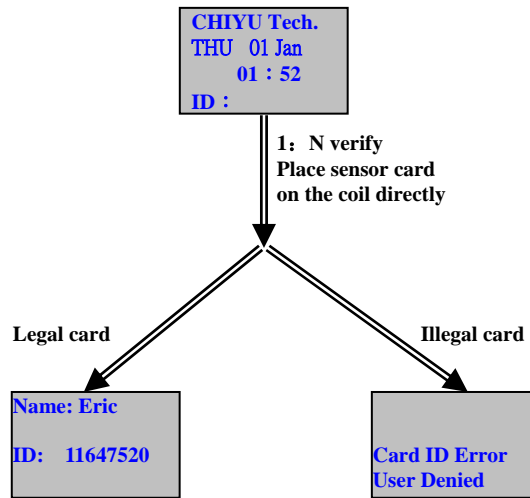 CHIYU Tech.
THU 01 Jan
01：52
ID：
1：N verify
Place sensor card
on the coil directly
Legal card
Illegal card
Name: Eric
ID: 11647520
Card ID Error
User Denied